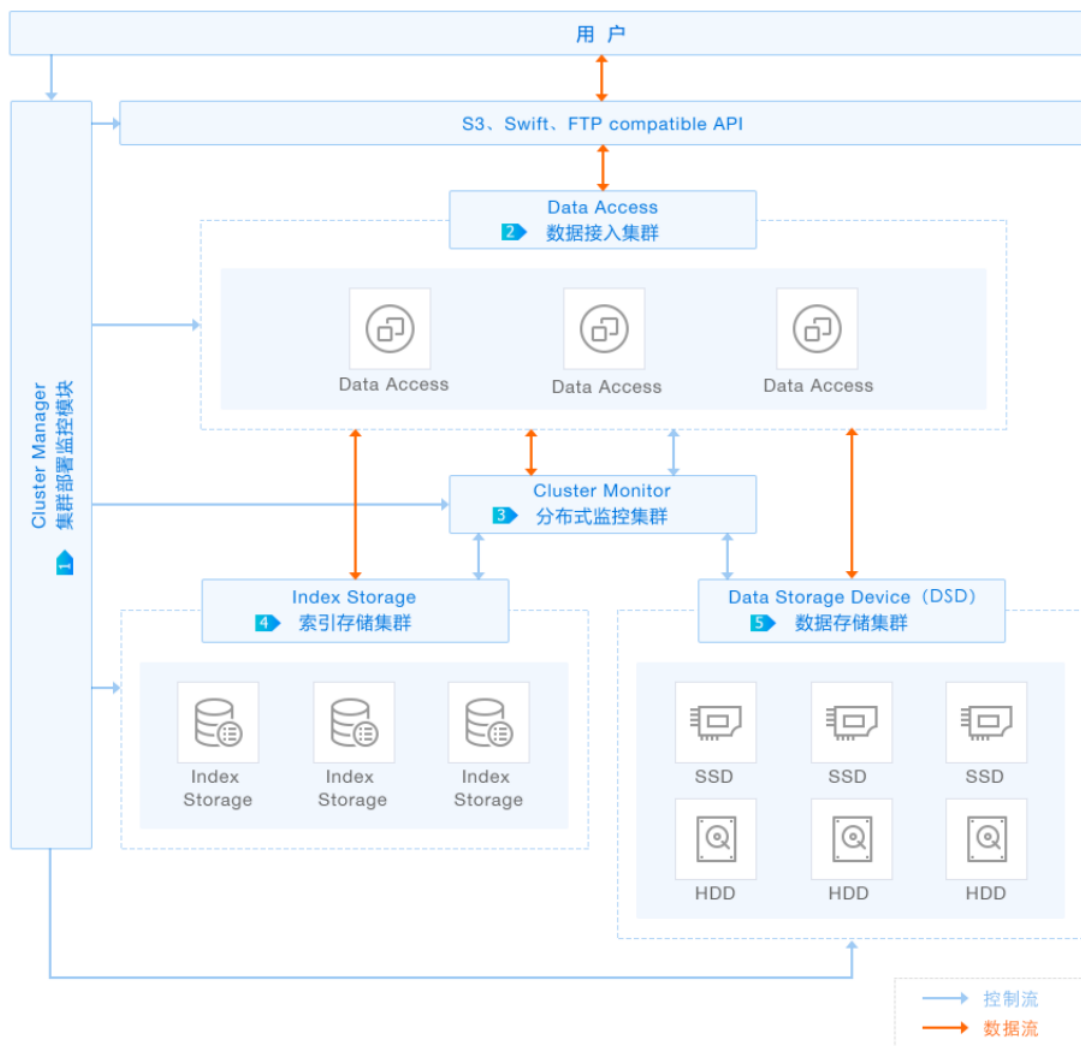 用 户
S3、Swift、FTP compatible API
Data Access
2 数据接入集群
Data Access
Data Access
Data Access
Cluster Manager
集群部署监控模块
1
Cluster Monitor
3 分布式监控集群
Index Storage
4 索引存储集群
Index
Storage
Index
Storage
Index
Storage
Data Storage Device（DSD）
5 数据存储集群
SSD
SSD
SSD
HDD
HDD
HDD
控制流
数据流